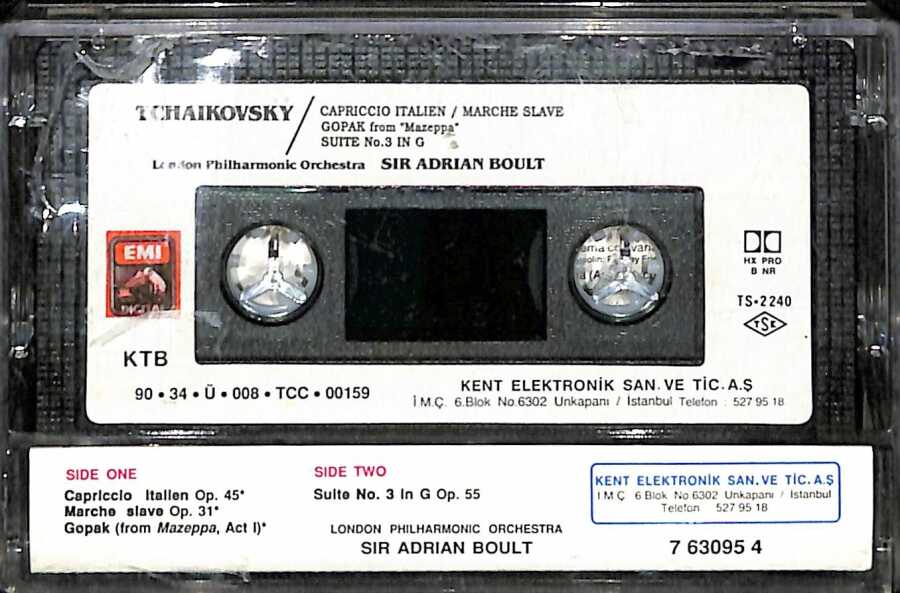 TCHAIKOVSKY / CAPRICCIO ITALIEN / MARCHE SLAVE
GOPAK from "Mazeppa"
SUITE No.3 IN G
London Philharmonic Orchestra SIR ADRIAN BOULT
EMI
DIGITAL
HX PRO
B NR
TS•2240
TSE
KTB
90 • 34 • Ü • 008 • TCC • 00159
KENT ELEKTRONİK SAN. VE TİC. A.Ş
İ M.Ç. 6.Blok No.6302 Unkapanı / İstanbul Telefon : 527 95 18
SIDE ONE
Capriccio Italien Op. 45*
Marche slave Op. 31*
Gopak (from Mazeppa, Act I)*
SIDE TWO
Suite No. 3 in G Op. 55
LONDON PHILHARMONIC ORCHESTRA
SIR ADRIAN BOULT
KENT ELEKTRONİK SAN. VE TİC. A.Ş
İ M Ç 6 Blok No 6302 Unkapanı / İstanbul
Telefon 527 95 18
7 63095 4